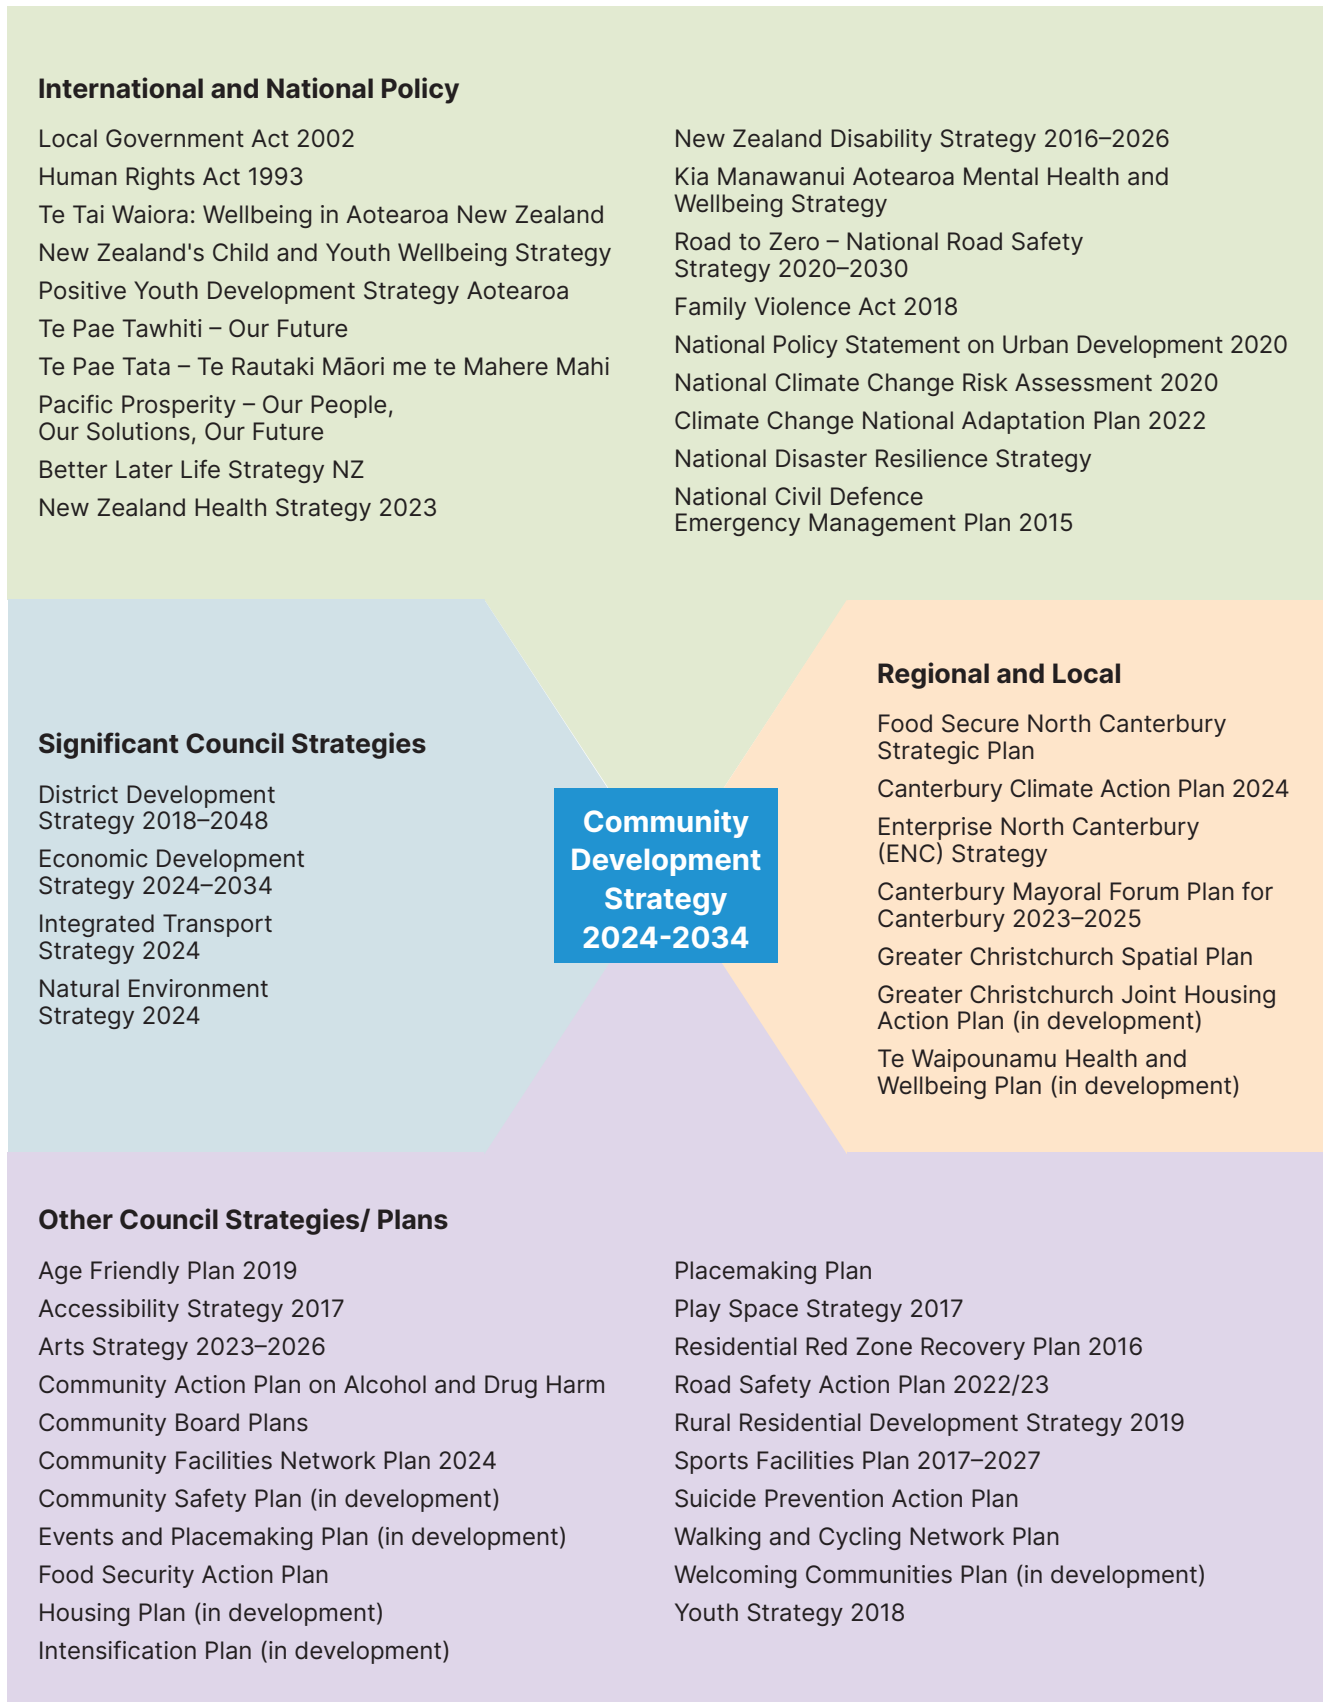 International and National Policy
Local Government Act 2002
Human Rights Act 1993
Te Tai Waiora: Wellbeing in Aotearoa New Zealand
New Zealand's Child and Youth Wellbeing Strategy
Positive Youth Development Strategy Aotearoa
Te Pae Tawhiti – Our Future
Te Pae Tata – Te Rautaki Māori me te Mahere Mahi
Pacific Prosperity – Our People,
Our Solutions, Our Future
Better Later Life Strategy NZ
New Zealand Health Strategy 2023
New Zealand Disability Strategy 2016–2026
Kia Manawanui Aotearoa Mental Health and
Wellbeing Strategy
Road to Zero – National Road Safety
Strategy 2020–2030
Family Violence Act 2018
National Policy Statement on Urban Development 2020
National Climate Change Risk Assessment 2020
Climate Change National Adaptation Plan 2022
National Disaster Resilience Strategy
National Civil Defence
Emergency Management Plan 2015
Significant Council Strategies
District Development
Strategy 2018–2048
Economic Development
Strategy 2024–2034
Integrated Transport
Strategy 2024
Natural Environment
Strategy 2024
Community
Development
Strategy
2024-2034
Regional and Local
Food Secure North Canterbury
Strategic Plan
Canterbury Climate Action Plan 2024
Enterprise North Canterbury
(ENC) Strategy
Canterbury Mayoral Forum Plan for
Canterbury 2023–2025
Greater Christchurch Spatial Plan
Greater Christchurch Joint Housing
Action Plan (in development)
Te Waipounamu Health and
Wellbeing Plan (in development)
Other Council Strategies/ Plans
Age Friendly Plan 2019
Accessibility Strategy 2017
Arts Strategy 2023–2026
Community Action Plan on Alcohol and Drug Harm
Community Board Plans
Community Facilities Network Plan 2024
Community Safety Plan (in development)
Events and Placemaking Plan (in development)
Food Security Action Plan
Housing Plan (in development)
Intensification Plan (in development)
Placemaking Plan
Play Space Strategy 2017
Residential Red Zone Recovery Plan 2016
Road Safety Action Plan 2022/23
Rural Residential Development Strategy 2019
Sports Facilities Plan 2017–2027
Suicide Prevention Action Plan
Walking and Cycling Network Plan
Welcoming Communities Plan (in development)
Youth Strategy 2018